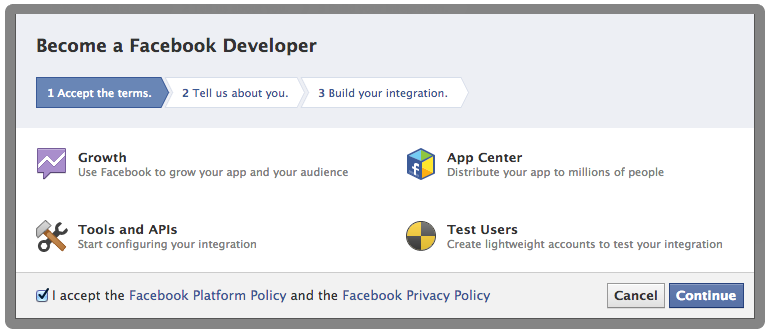 Become a Facebook Developer
1 Accept the terms. 2 Tell us about you. 3 Build your integration.
Growth
Use Facebook to grow your app and your audience
App Center
Distribute your app to millions of people
Tools and APIs
Start configuring your integration
Test Users
Create lightweight accounts to test your integration
I accept the Facebook Platform Policy and the Facebook Privacy Policy
Cancel Continue